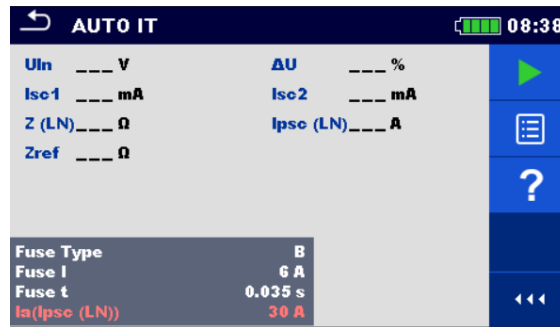 AUTO IT 08:38
Uln ___ V ΔU ___ %
Isc1 ___ mA Isc2 ___ mA
Z (LN)___ Ω Ipsc (LN)___ A
Zref ___ Ω
?
Fuse Type B
Fuse I 6 A
Fuse t 0.035 s
Ia(Ipsc (LN)) 30 A